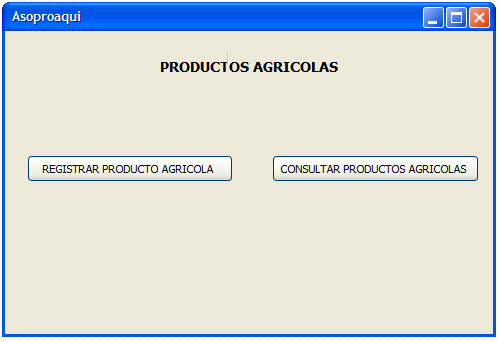 Asoproaqui
PRODUCTOS AGRICOLAS
REGISTRAR PRODUCTO AGRICOLA
CONSULTAR PRODUCTOS AGRICOLAS